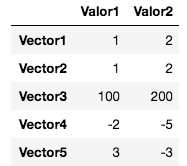 Valor1 Valor2
Vector1 1 2
Vector2 1 2
Vector3 100 200
Vector4 -2 -5
Vector5 3 -3